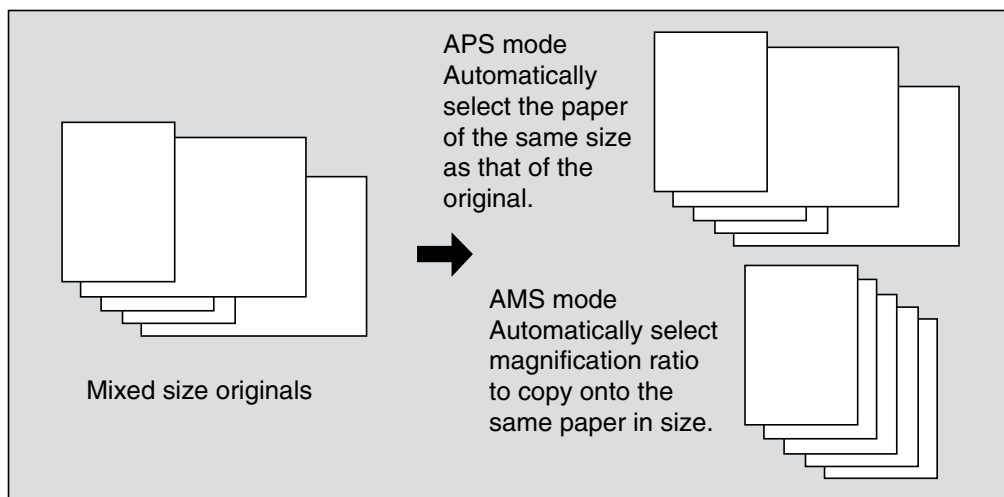 APS mode
Automatically
select the paper
of the same size
as that of the
original.
Mixed size originals
AMS mode
Automatically select
magnification ratio
to copy onto the
same paper in size.